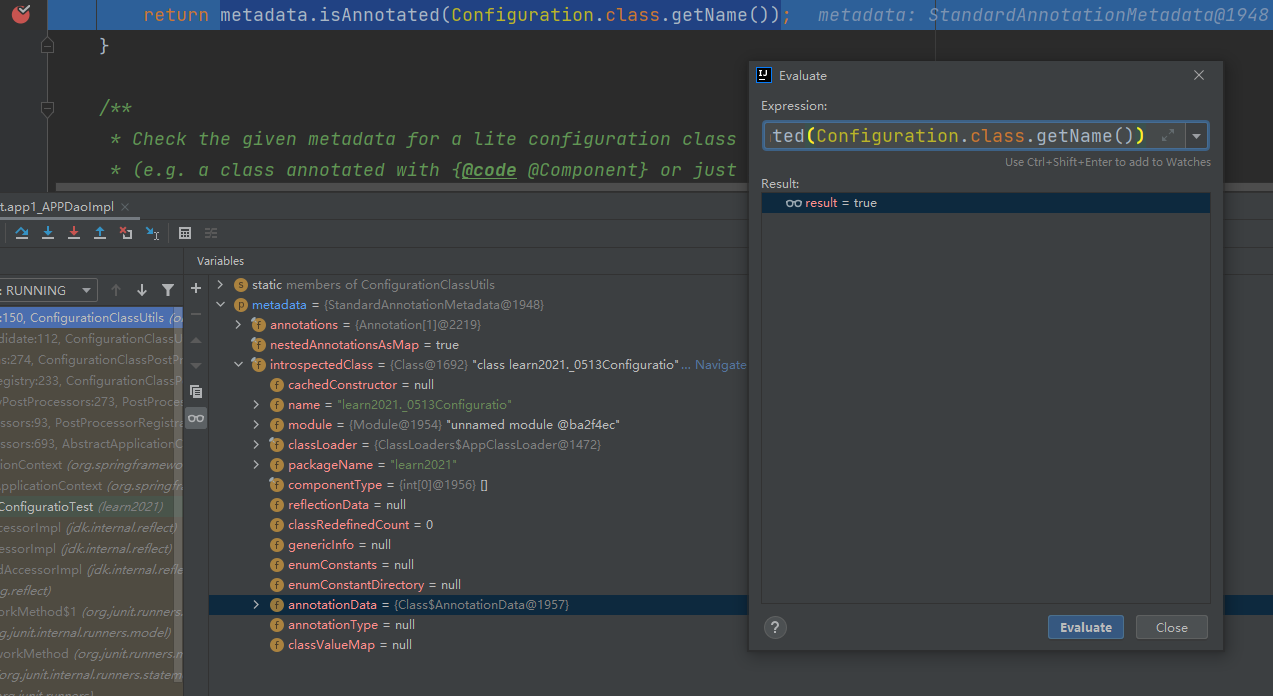 return metadata.isAnnotated(Configuration.class.getName()); metadata: StandardAnnotationMetadata@1948
}
/**
* Check the given metadata for a lite configuration class
* (e.g. a class annotated with {@code @Component} or just
t.app1_APPDaoImpl
Variables
: RUNNING
:150, ConfigurationClassUtils (o
didate:112, ConfigurationClassU
s:274, ConfigurationClassPostPr
egistry:233, ConfigurationClassP
yPostProcessors:273, PostProces
ssors:93, PostProcessorRegistra
ssors:693, AbstractApplicationC
ionContext (org.springframewo
ApplicationContext (org.springfr
ConfiguratioTest (learn2021)
cessorImpl (jdk.internal.reflect)
essorImpl (jdk.internal.reflect)
dAccessorImpl (jdk.internal.refle
g.reflect)
orkMethod$1 (org.junit.runners.
g.junit.internal.runners.model)
workMethod (org.junit.runners.m
org.junit.internal.runners.statem
org.junit.runners)
static members of ConfigurationClassUtils
metadata = {StandardAnnotationMetadata@1948}
annotations = {Annotation[1]@2219}
nestedAnnotationsAsMap = true
introspectedClass = {Class@1692} "class learn2021._0513Configuratio"... Navigate
cachedConstructor = null
name = "learn2021._0513Configuratio"
module = {Module@1954} "unnamed module @ba2f4ec"
classLoader = {ClassLoaders$AppClassLoader@1472}
packageName = "learn2021"
componentType = {int[0]@1956} []
reflectionData = null
classRedefinedCount = 0
genericInfo = null
enumConstants = null
enumConstantDirectory = null
annotationData = {Class$AnnotationData@1957}
annotationType = null
classValueMap = null
Evaluate
Expression:
ted(Configuration.class.getName())
Use Ctrl+Shift+Enter to add to Watches
Result:
result = true
?
Evaluate
Close